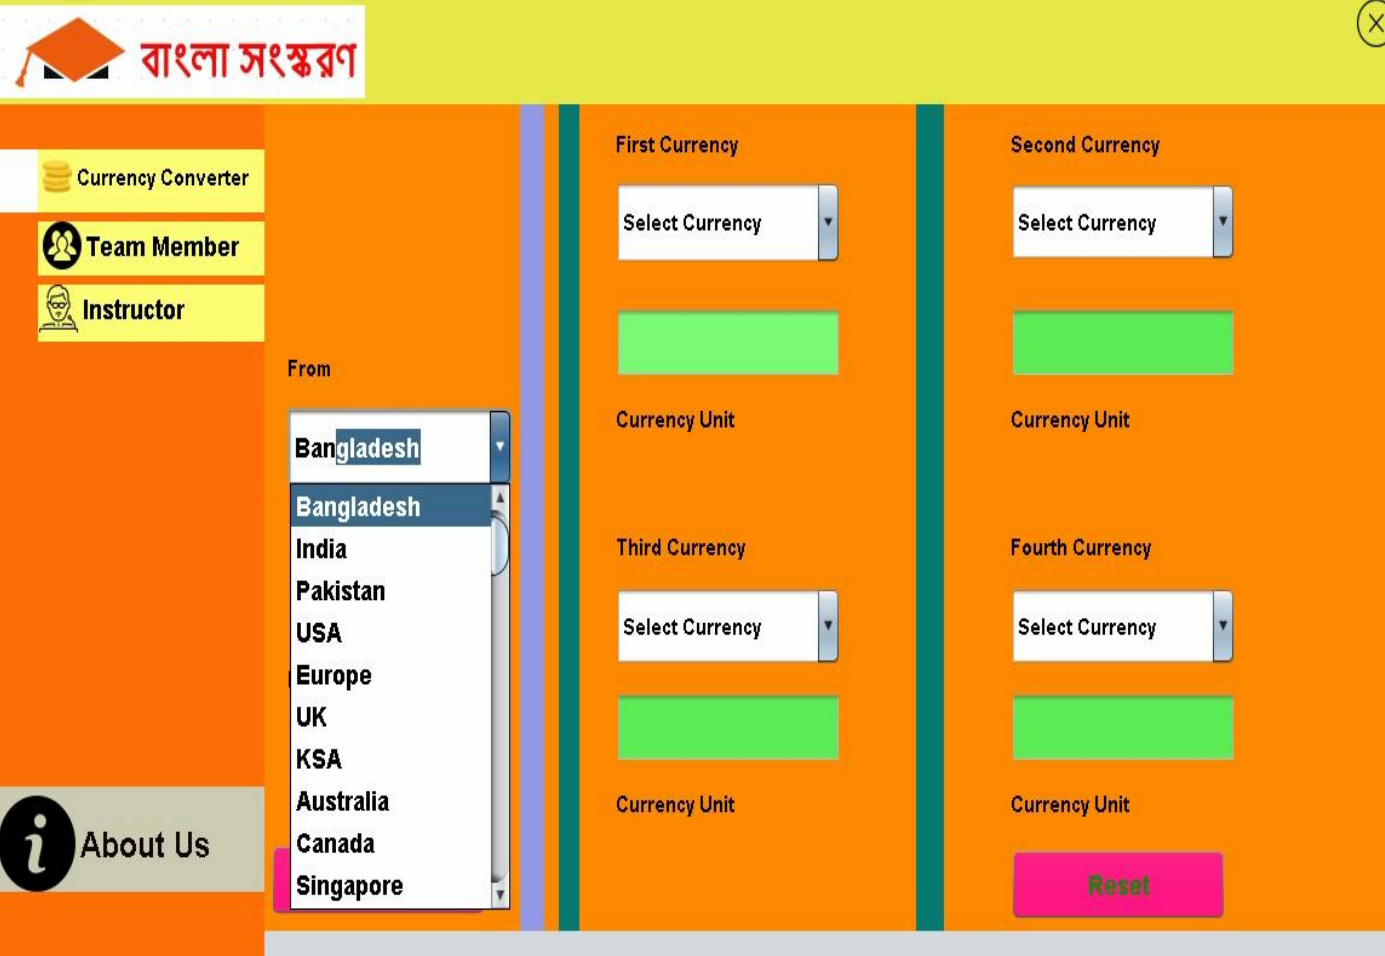 বাংলা সংস্করণ
Currency Converter
Team Member
Instructor
About Us
From
Bangladesh
Bangladesh
India
Pakistan
USA
Europe
UK
KSA
Australia
Canada
Singapore
First Currency
Select Currency
Currency Unit
Second Currency
Select Currency
Currency Unit
Third Currency
Select Currency
Currency Unit
Fourth Currency
Select Currency
Currency Unit
Reset